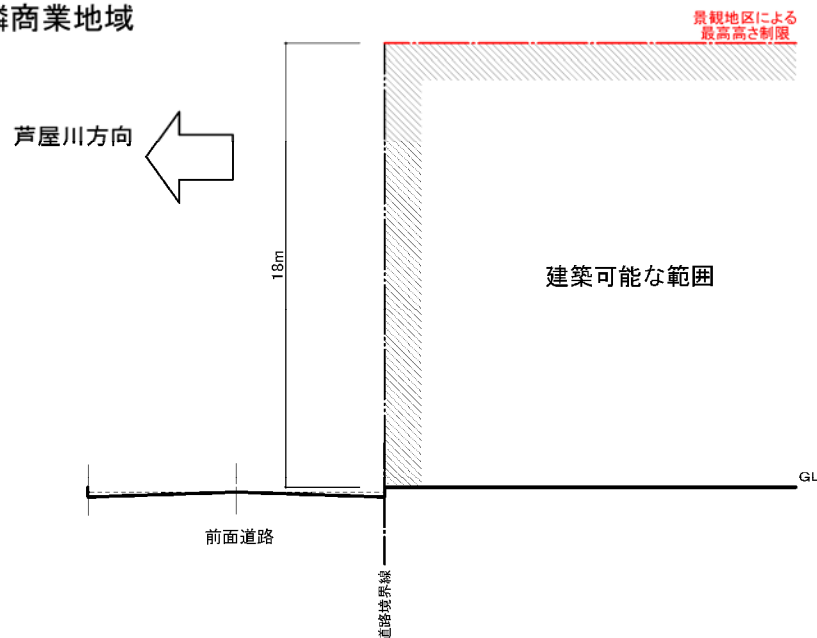 隣商業地域
景観地区による
最高高さ制限
芦屋川方向
18m
建築可能な範囲
GL
前面道路
道路境界線